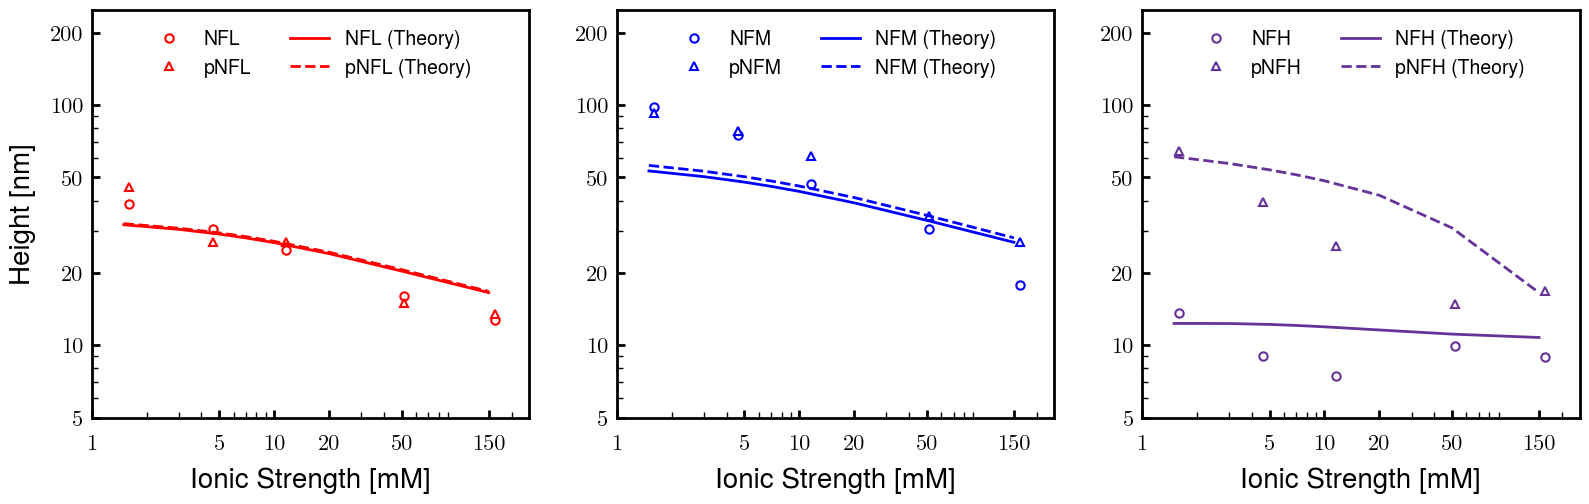 Height [nm]
200
100
50
20
10
5
1
5
10
20
50
150
Ionic Strength [mM]
NFL
pNFL
NFL (Theory)
pNFL (Theory)
200
100
50
20
10
5
1
5
10
20
50
150
Ionic Strength [mM]
NFM
pNFM
NFM (Theory)
NFM (Theory)
200
100
50
20
10
5
1
5
10
20
50
150
Ionic Strength [mM]
NFH
pNFH
NFH (Theory)
pNFH (Theory)